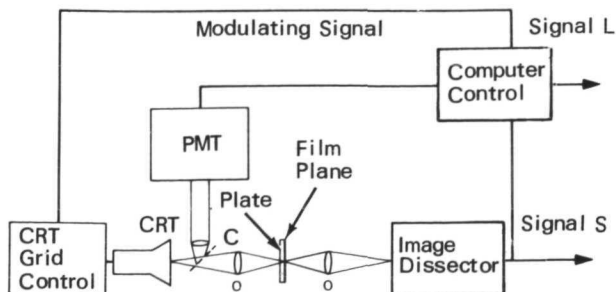 Modulating Signal
Signal L
Computer
Control
PMT
Film
Plane
Plate
CRT
C
Signal S
CRT
Grid
Control
Image
Dissector
o
o